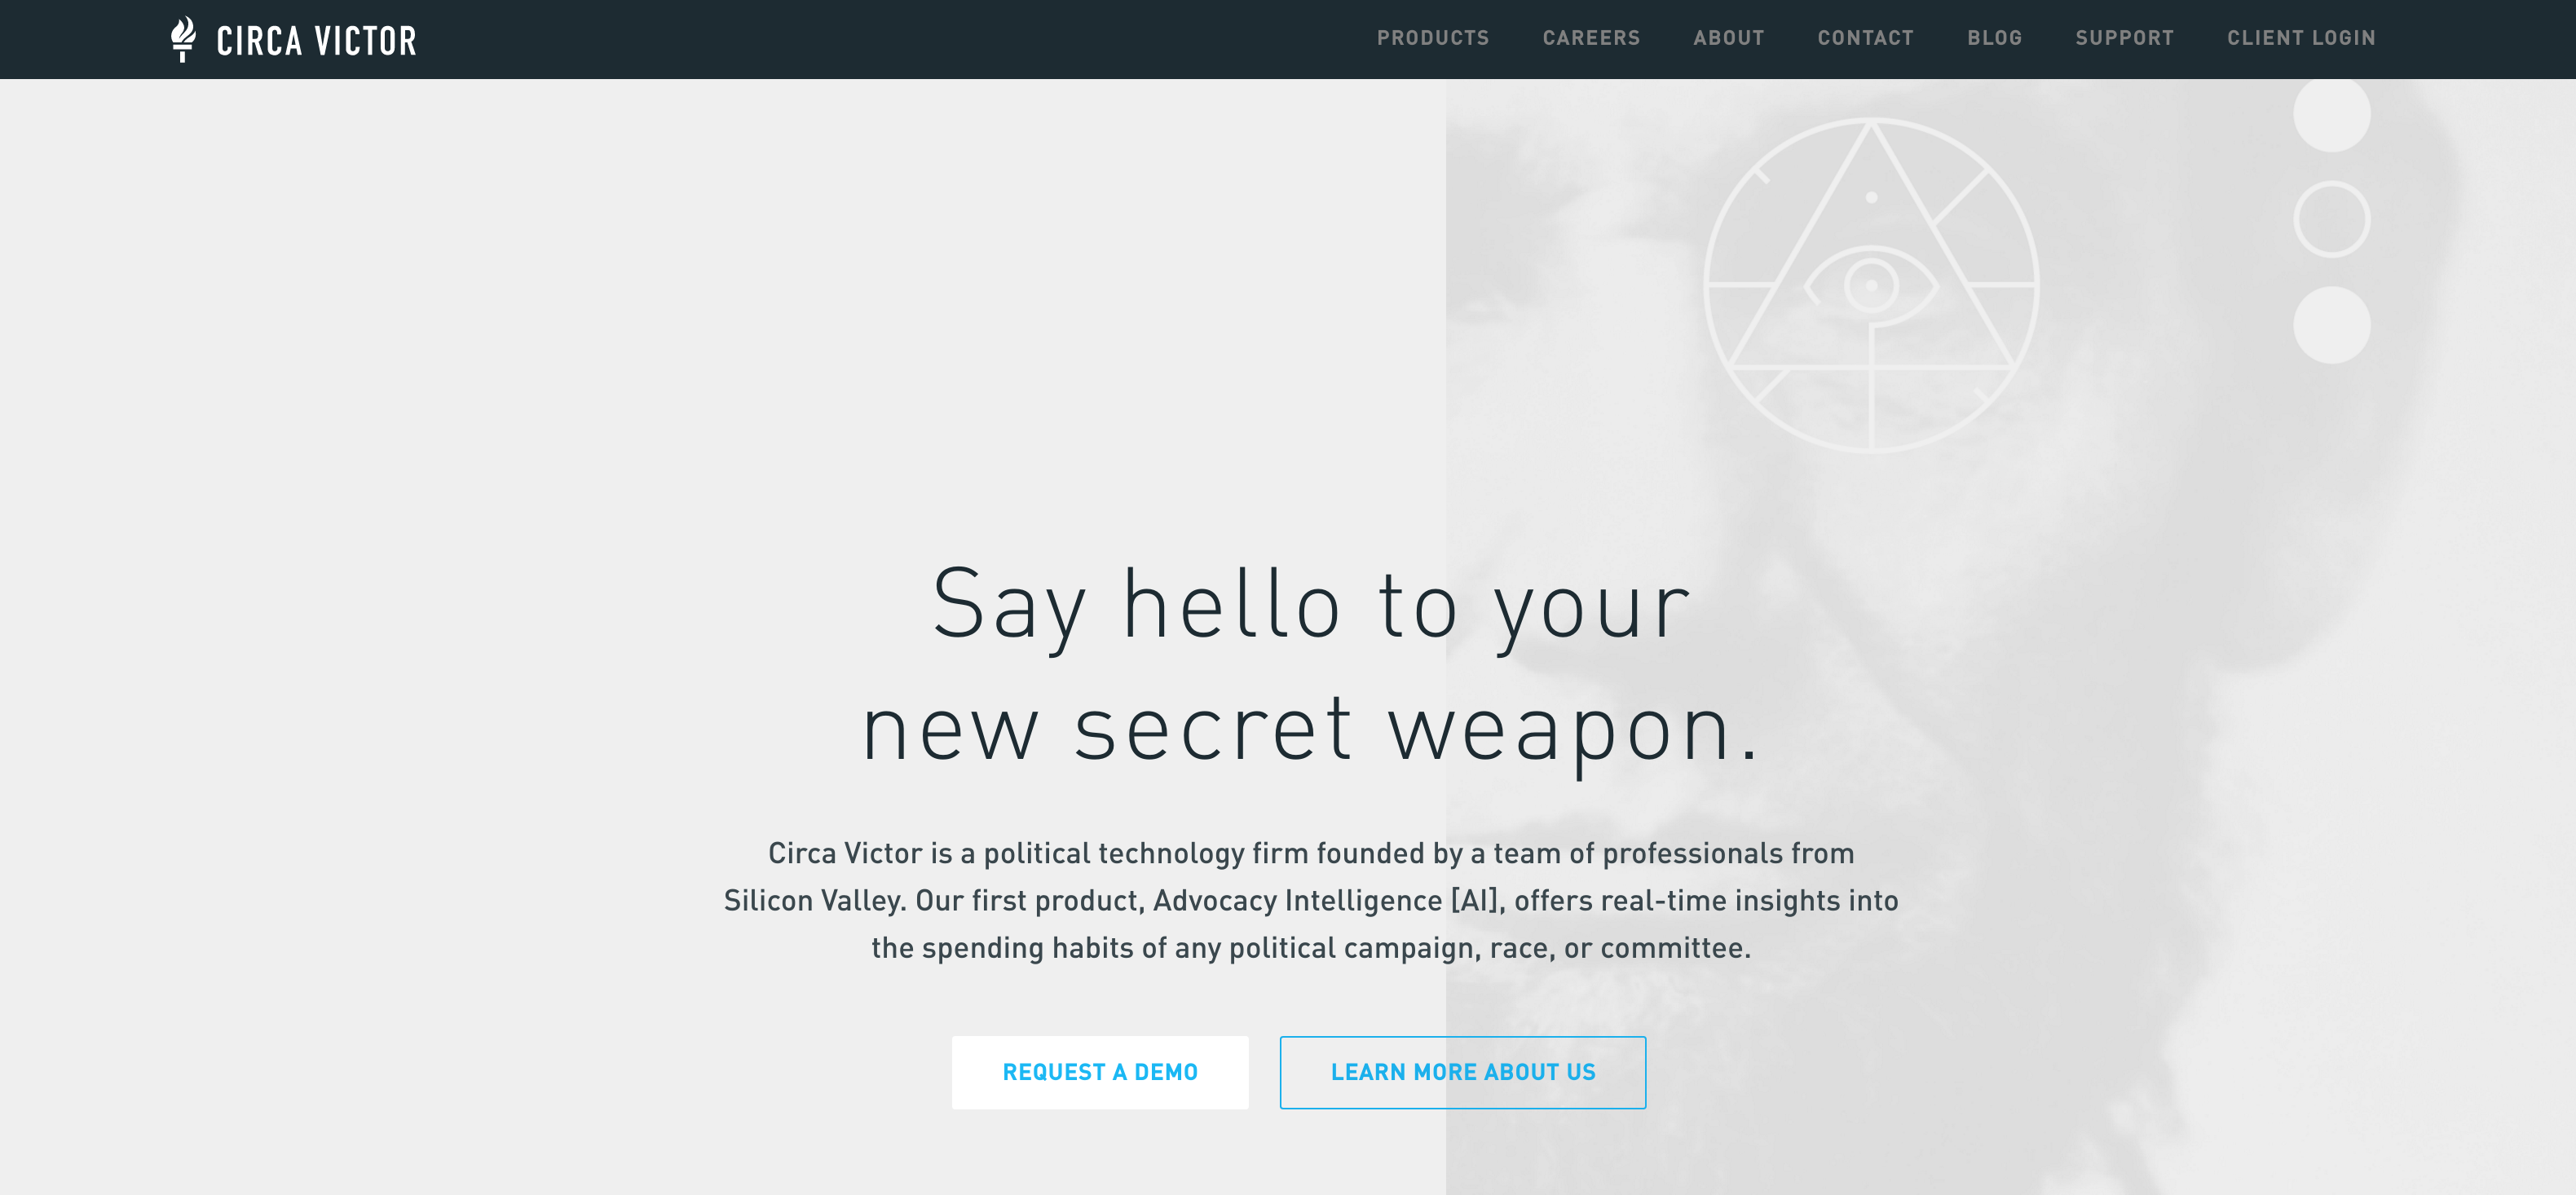 CIRCA VICTOR
PRODUCTS CAREERS ABOUT CONTACT BLOG SUPPORT CLIENT LOGIN
Say hello to your
new secret weapon.
Circa Victor is a political technology firm founded by a team of professionals from
Silicon Valley. Our first product, Advocacy Intelligence [AI], offers real-time insights into
the spending habits of any political campaign, race, or committee.
REQUEST A DEMO LEARN MORE ABOUT US